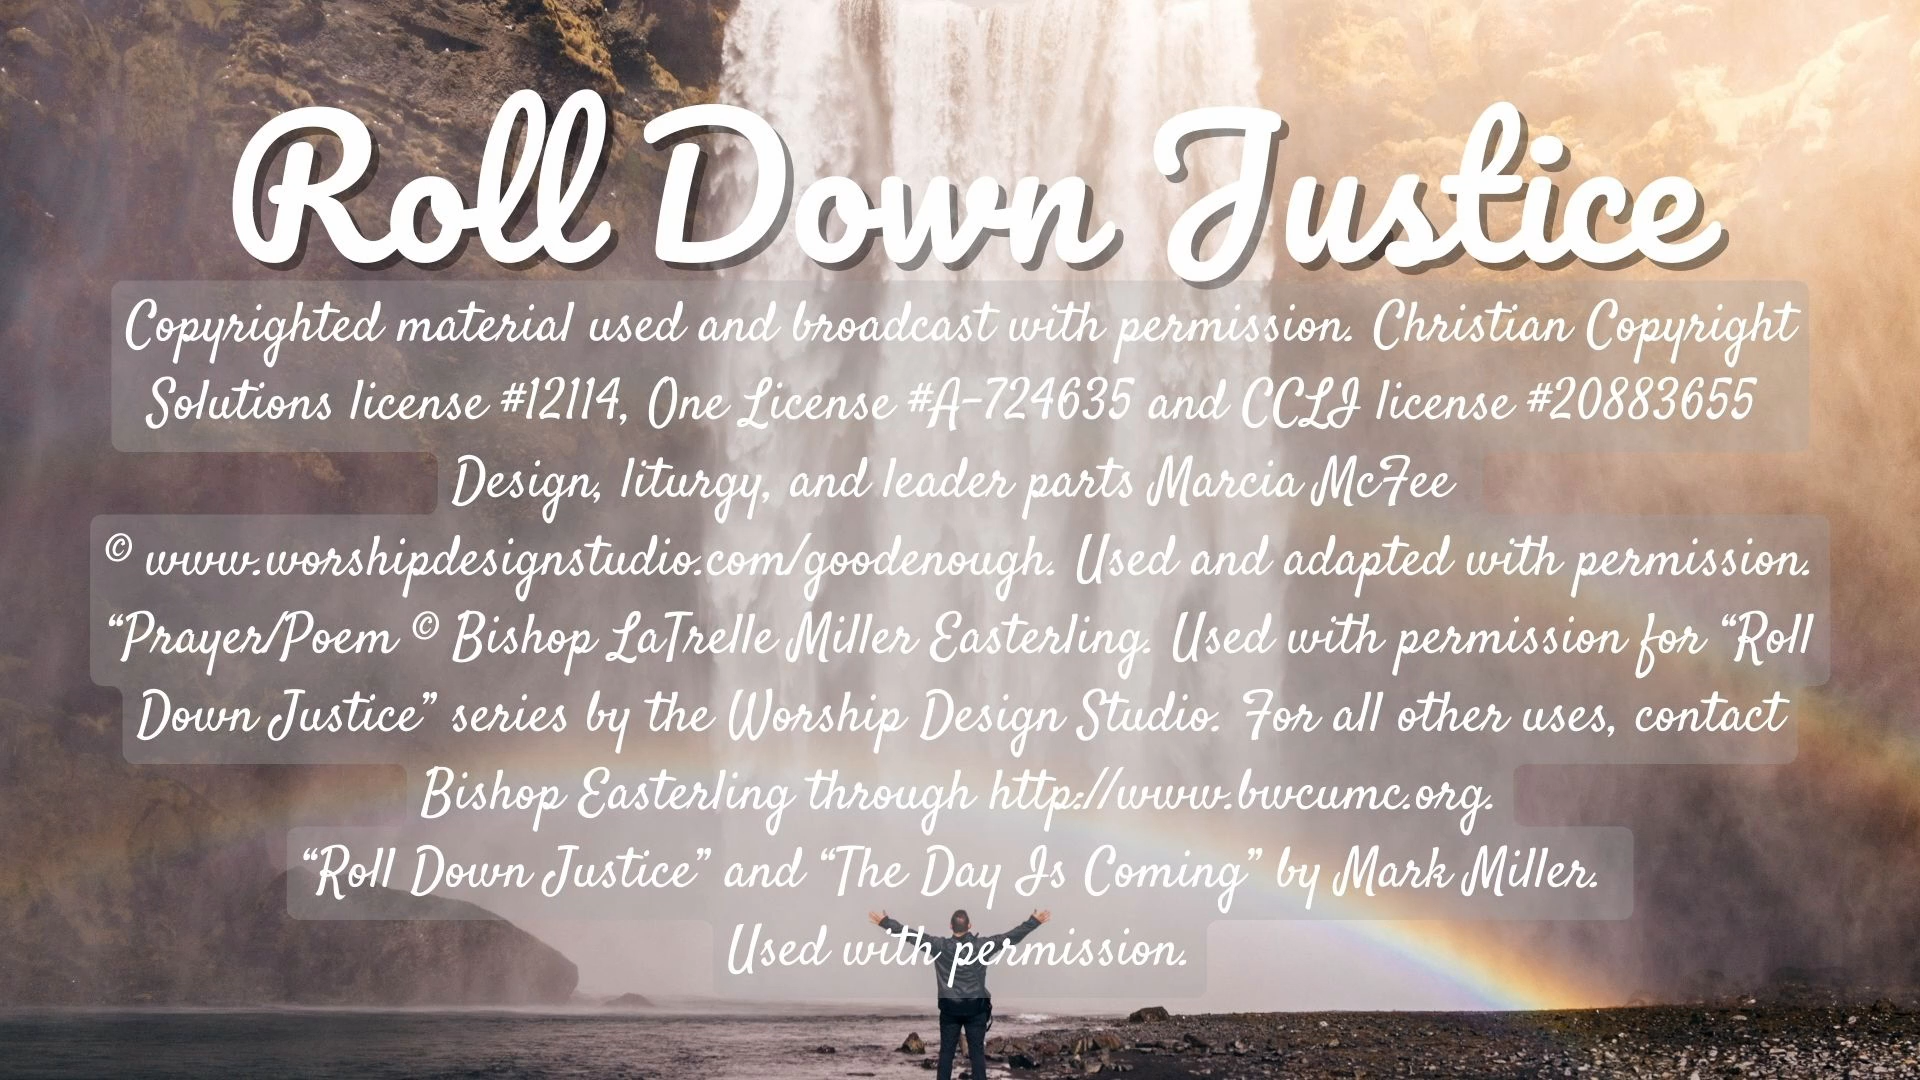 Roll Down Justice
Copyrighted material used and broadcast with permission. Christian Copyright
Solutions license #12114, One License #A-724635 and CCLI license #20883655
Design, liturgy, and leader parts Marcia McFee
© www.worshipdesignstudio.com/goodenough. Used and adapted with permission.
“Prayer/Poem © Bishop LaTrelle Miller Easterling. Used with permission for “Roll
Down Justice” series by the Worship Design Studio. For all other uses, contact
Bishop Easterling through http://www.bwcumc.org.
“Roll Down Justice” and “The Day Is Coming” by Mark Miller.
Used with permission.